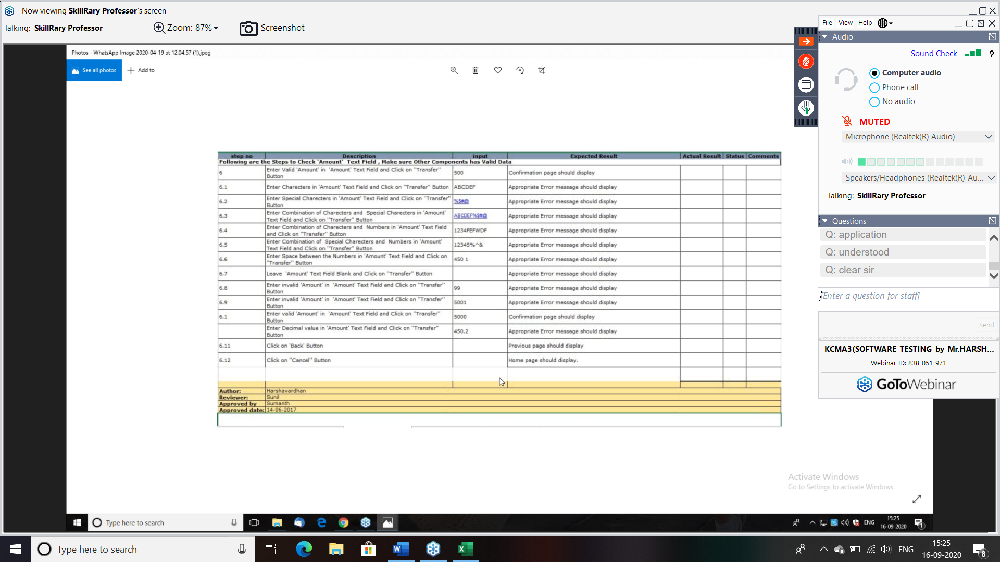 Now viewing SkillRary Professor's screen
Talking: SkillRary Professor
Zoom: 87%
Screenshot
Photos - WhatsApp Image 2020-04-19 at 12.04.57 (1).jpeg
See all photos
Add to
step no Description input Expected Result Actual Result Status Comments
Following are the Steps to Check 'Amount' Text Field , Make sure Other Components has Valid Data
6 Enter Valid 'Amount' in 'Amount' Text Field and Click on "Transfer" 500 Confirmation page should display
Button
6.1 Enter Charecters in 'Amount' Text Field and Click on "Transfer" Button ABCDEF Appropriate Error message should display
6.2 Enter Special Charecters in 'Amount' Text Field and Click on "Transfer" %$#@ Appropriate Error message should display
Button
6.3 Enter Combination of Charecters and Special Charecters in 'Amount' ABCDEF%$#@ Appropriate Error message should display
Text Field and Click on "Transfer" Button
6.4 Enter Combination of Charecters and Numbers in 'Amount' Text Field 1234FEFWDF Appropriate Error message should display
and Click on "Transfer" Button
6.5 Enter Combination of Special Charecters and Numbers in 'Amount' 12345%^& Appropriate Error message should display
Text Field and Click on "Transfer" Button
6.6 Enter Space between the Numbers in 'Amount' Text Field and Click on 450 1 Appropriate Error message should display
"Transfer" Button
6.7 Leave 'Amount' Text Field Blank and Click on "Transfer" Button Appropriate Error message should display
6.8 Enter invalid 'Amount' in 'Amount' Text Field and Click on "Transfer" 99 Appropriate Error message should display
Button
6.9 Enter invalid 'Amount' in 'Amount' Text Field and Click on "Transfer" 5001 Appropriate Error message should display
Button
6.1 Enter valid 'Amount' in 'Amount' Text Field and Click on "Transfer" 5000 Confirmation page should display
Button
Enter Decimal value in 'Amount' Text Field and Click on "Transfer" 450.2 Appropriate Error message should display
Button
6.11 Click on 'Back' Button Previous page should display
6.12 Click on "Cancel" Button Home page should display.
Author: Harshavardhan
Reviewer: Sunil
Approved by Sumanth
Approved date: 14-06-2017
Activate Windows
Go to Settings to activate Windows.
Type here to search
ENG
15:25
16-09-2020
1
File View Help
Audio
Sound Check ?
Computer audio
Phone call
No audio
MUTED
Microphone (Realtek(R) Audio)
Speakers/Headphones (Realtek(R) Au...
Talking: SkillRary Professor
Questions
Q: application
Q: understood
Q: clear sir
[Enter a question for staff]
Send
KCMA3(SOFTWARE TESTING by Mr.HARSH...
Webinar ID: 838-051-971
GoToWebinar
Type here to search
ENG
15:25
16-09-2020
8